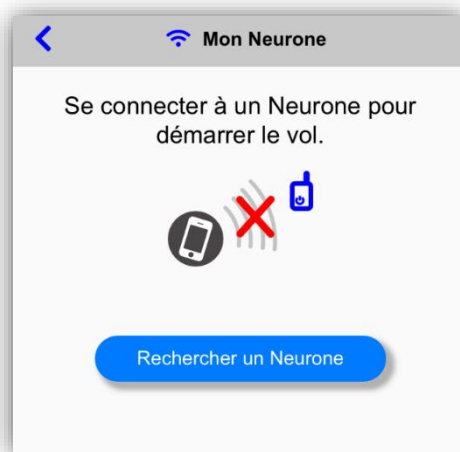 Mon Neurone
Se connecter à un Neurone pour
démarrer le vol.
Rechercher un Neurone